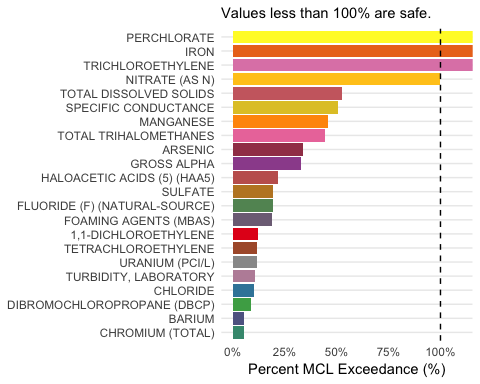 Values less than 100% are safe.
PERCHLORATE
IRON
TRICHLOROETHYLENE
NITRATE (AS N)
TOTAL DISSOLVED SOLIDS
SPECIFIC CONDUCTANCE
MANGANESE
TOTAL TRIHALOMETHANES
ARSENIC
GROSS ALPHA
HALOACETIC ACIDS (5) (HAA5)
SULFATE
FLUORIDE (F) (NATURAL-SOURCE)
FOAMING AGENTS (MBAS)
1,1-DICHLOROETHYLENE
TETRACHLOROETHYLENE
URANIUM (PCI/L)
TURBIDITY, LABORATORY
CHLORIDE
DIBROMOCHLOROPROPANE (DBCP)
BARIUM
CHROMIUM (TOTAL)
0% 25% 50% 75% 100%
Percent MCL Exceedance (%)